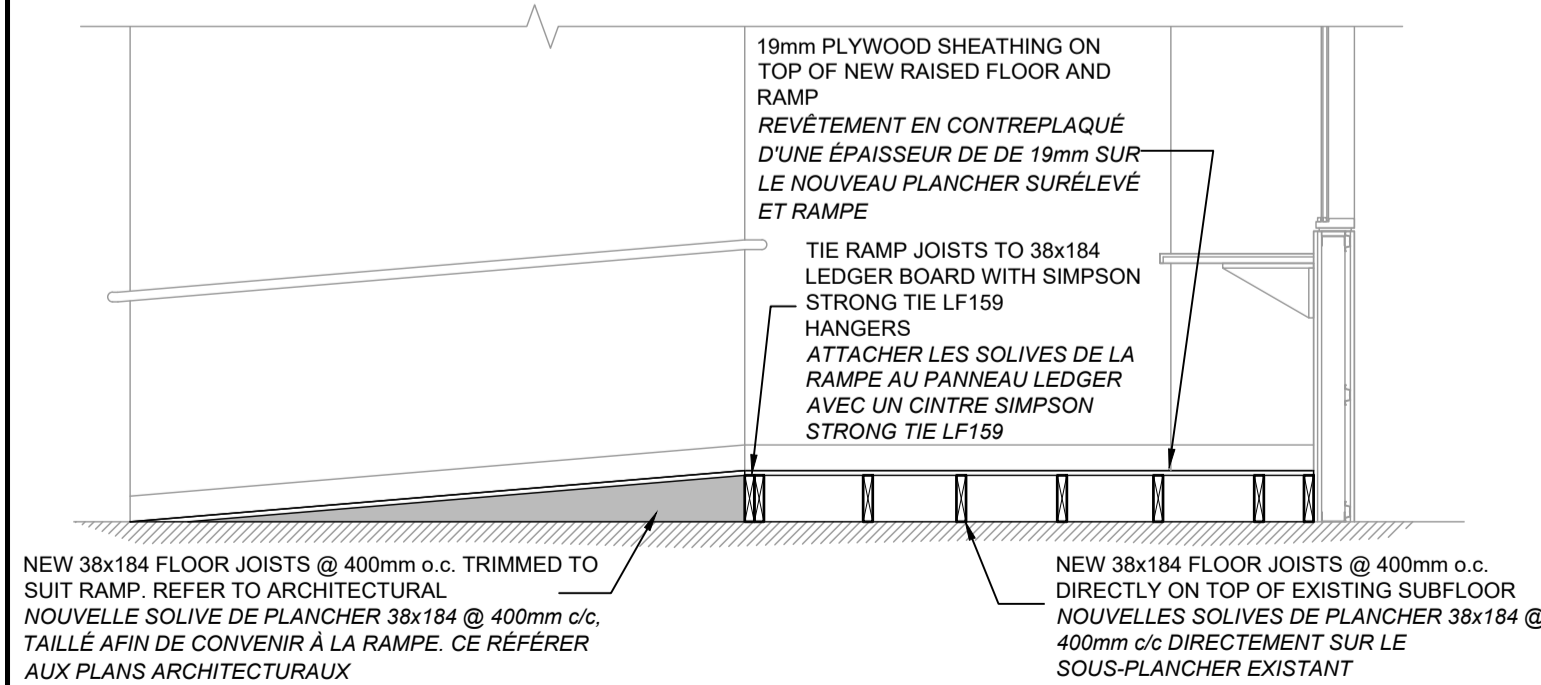 19mm PLYWOOD SHEATHING ON
TOP OF NEW RAISED FLOOR AND
RAMP
REVÊTEMENT EN CONTREPLAQUÉ
D'UNE ÉPAISSEUR DE DE 19mm SUR
LE NOUVEAU PLANCHER SURÉLEVÉ
ET RAMPE
TIE RAMP JOISTS TO 38x184
LEDGER BOARD WITH SIMPSON
STRONG TIE LF159
HANGERS
ATTACHER LES SOLIVES DE LA
RAMPE AU PANNEAU LEDGER
AVEC UN CINTRE SIMPSON
STRONG TIE LF159
NEW 38x184 FLOOR JOISTS @ 400mm o.c. TRIMMED TO
SUIT RAMP. REFER TO ARCHITECTURAL
NOUVELLE SOLIVE DE PLANCHER 38x184 @ 400mm c/c,
TAILLÉ AFIN DE CONVENIR À LA RAMPE. CE RÉFÉRER
AUX PLANS ARCHITECTURAUX
NEW 38x184 FLOOR JOISTS @ 400mm o.c.
DIRECTLY ON TOP OF EXISTING SUBFLOOR
NOUVELLES SOLIVES DE PLANCHER 38x184 @
400mm c/c DIRECTEMENT SUR LE
SOUS-PLANCHER EXISTANT